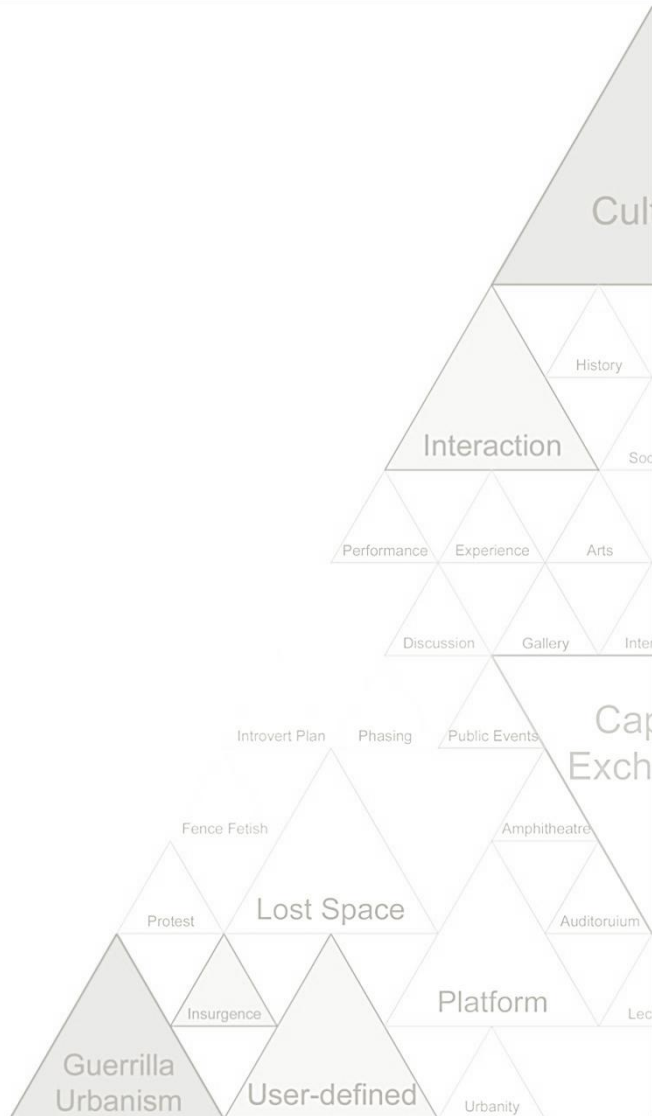 Cult
History
Interaction
Soc
Performance Experience Arts
Discussion Gallery Inter
Cap
Exch
Introvert Plan Phasing Public Events
Fence Fetish
Amphitheatre
Lost Space
Protest
Auditoruium
Insurgence
Platform
Lec
Guerrilla
Urbanism
User-defined
Urbanity